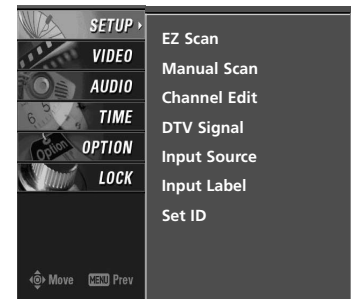 SETUP
VIDEO
AUDIO
TIME
Option OPTION
LOCK
Move MENU Prev
EZ Scan
Manual Scan
Channel Edit
DTV Signal
Input Source
Input Label
Set ID